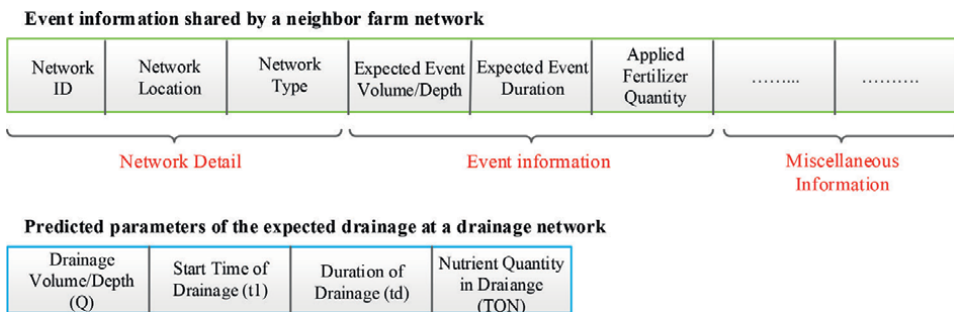 Event information shared by a neighbor farm network
Network
ID
Network
Location
Network
Type
Expected Event
Volume/Depth
Expected Event
Duration
Applied
Fertilizer
Quantity
……...
……….
Network Detail
Event information
Miscellaneous
Information
Predicted parameters of the expected drainage at a drainage network
Drainage
Volume/Depth
(Q)
Start Time of
Drainage (t1)
Duration of
Drainage (td)
Nutrient Quantity
in Draiange
(TON)